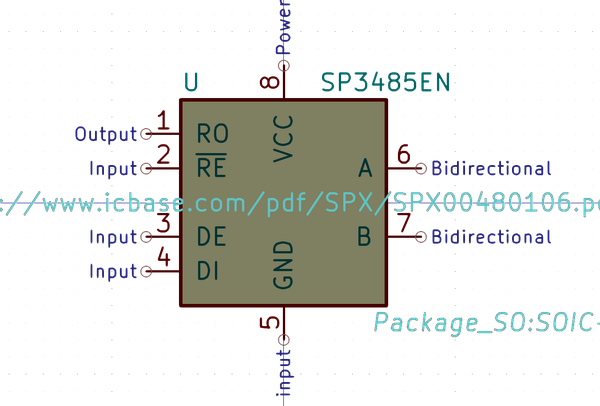 Power
8
U SP3485EN
VCC
Output 1 RO
Input 2 RE
A 6 Bidirectional
://www.icbase.com/pdf/SPX/SPX00480106.p
Input 3 DE
B 7 Bidirectional
Input 4 DI
GND
5
Package_SO:SOIC-
input